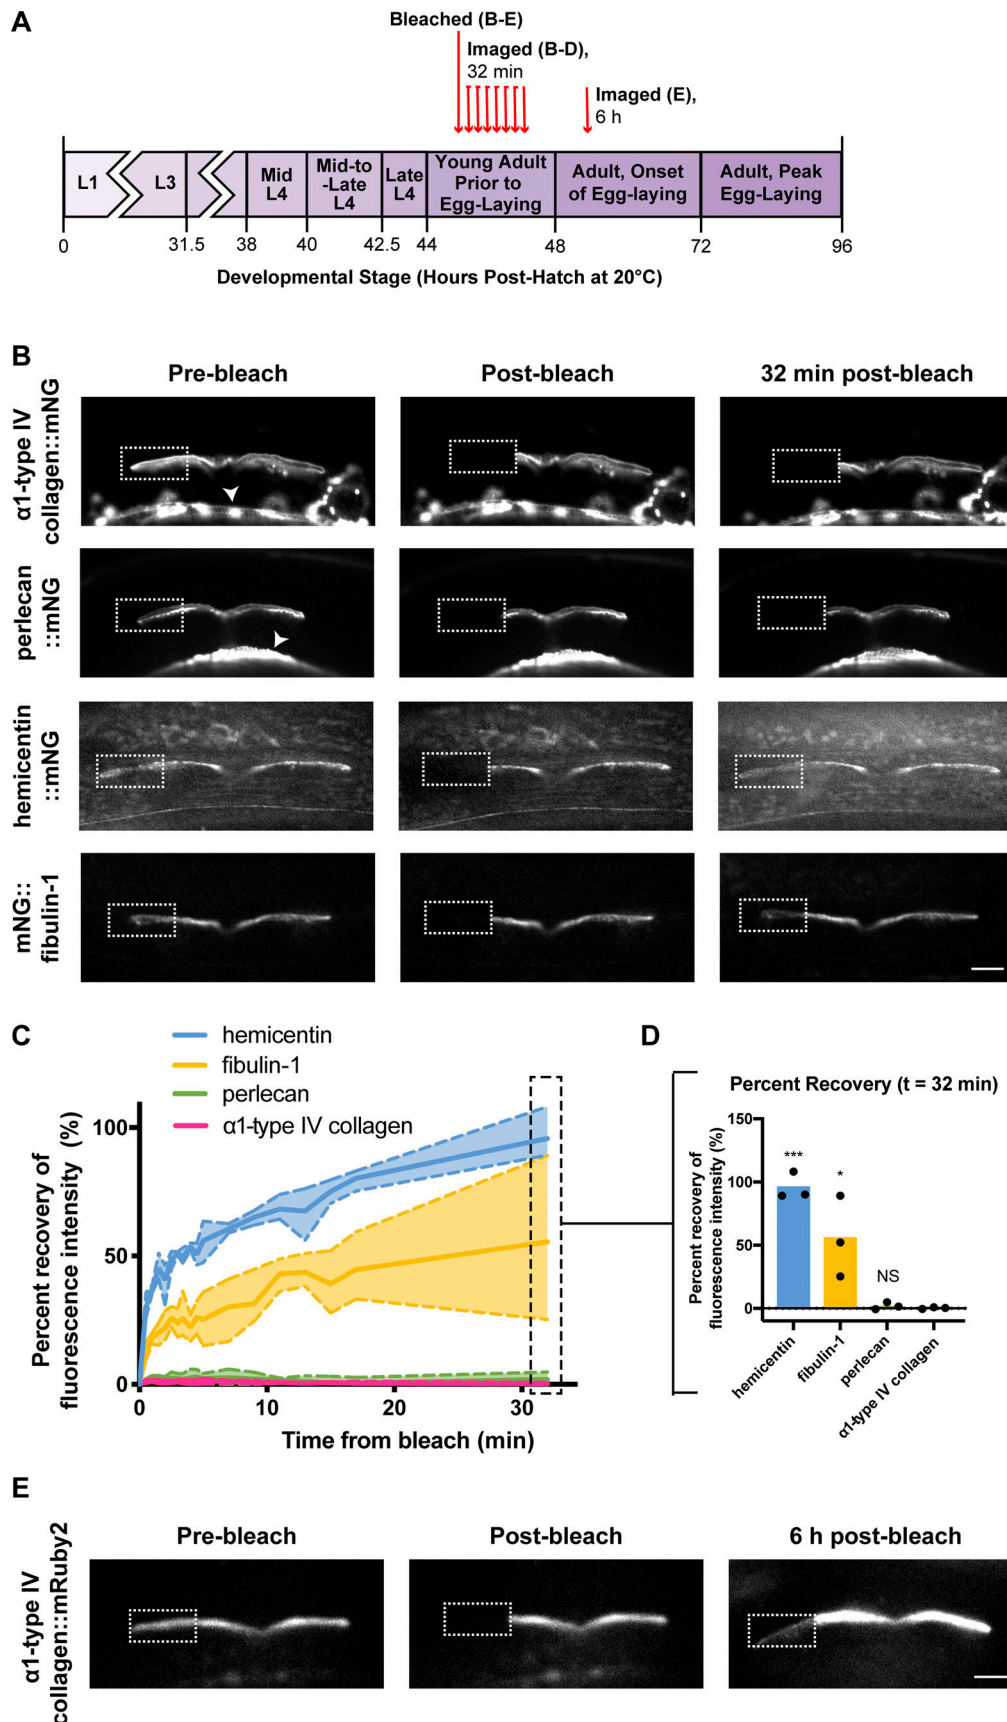 A
Bleached (B-E)
Imaged (B-D),
32 min
Imaged (E),
6 h
L1
L3
Mid
L4
Mid-to
-Late
L4
Late
L4
Young Adult
Prior to
Egg-Laying
Adult, Onset
of Egg-laying
Adult, Peak
Egg-Laying
0
31.5
38
40
42.5
44
48
72
96
Developmental Stage (Hours Post-Hatch at 20°C)
B
Pre-bleach
Post-bleach
32 min post-bleach
α1-type IV
collagen::mNG
perlecan
::mNG
hemicentin
::mNG
mNG::
fibulin-1
C
hemicentin
fibulin-1
perlecan
α1-type IV collagen
Percent recovery of
fluorescence intensity (%)
100
50
0
0
10
20
30
Time from bleach (min)
D
Percent Recovery (t = 32 min)
Percent recovery of
fluorescence intensity (%)
150
100
50
0
***
*
NS
hemicentin
fibulin-1
perlecan
α1-type IV collagen
E
Pre-bleach
Post-bleach
6 h post-bleach
α1-type IV
collagen::mRuby2